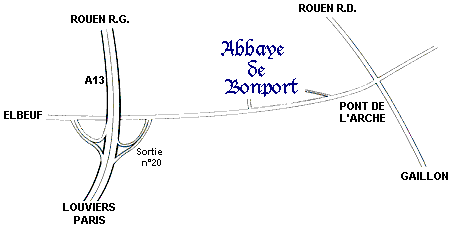 ROUEN R.D.
ROUEN R.G.
Abbaye
de
Bonport
A13
ELBEUF
PONT DE
L'ARCHE
Sortie
n°20
GAILLON
LOUVIERS
PARIS